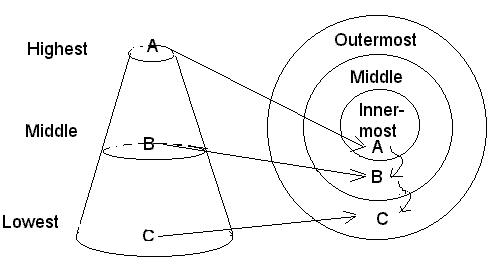 Highest
A
Middle
B
Lowest
C
Outermost
Middle
Inner-
most
A
B
C